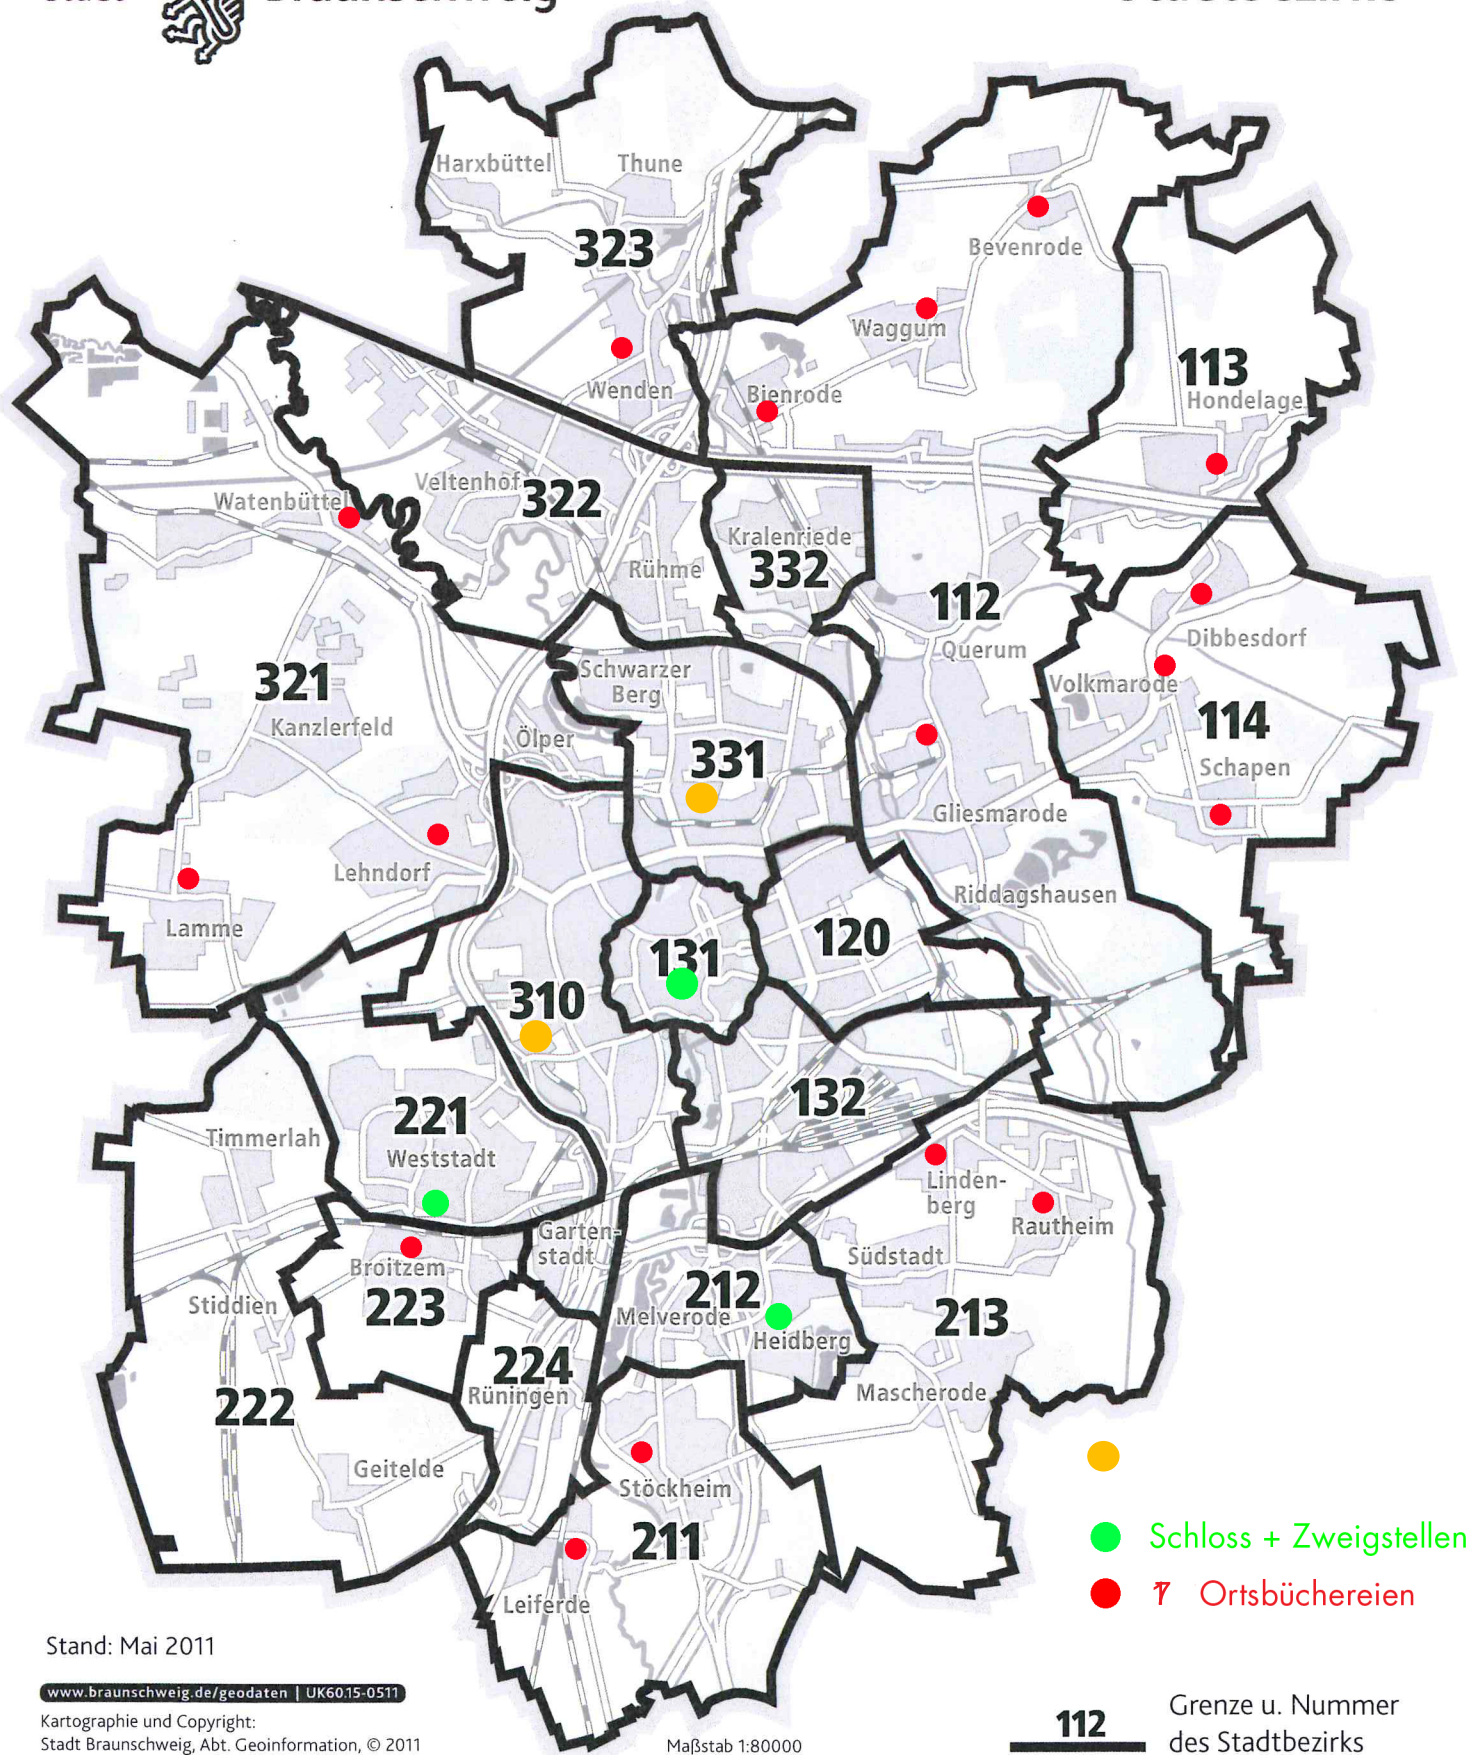 Harxbüttel
Thune
323
Bevenrode
Waggum
Wenden
Bienrode
113
Hondelage
Veltenhof
322
Watenbüttel
Kralenriede
332
Rühme
112
Querum
Dibbesdorf
Volkmarode
114
Schapen
321
Kanzlerfeld
Schwarzer
Berg
Ölper
331
Gliesmarode
Lehndorf
Riddagshausen
Lamme
131
120
310
132
221
Weststadt
Timmerlah
Linden-
berg
Rautheim
Garten-
stadt
Südstadt
Broitzem
223
Stiddien
212
Melverode
Heidberg
213
224
Rüningen
Mascherode
222
Geitelde
Stöckheim
211
Leiferde
Schloss + Zweigstellen
Ortsbüchereien
Stand: Mai 2011
www.braunschweig.de/geodaten | UK60.15-0511
Kartographie und Copyright:
Stadt Braunschweig, Abt. Geoinformation, © 2011
Maßstab 1:80000
112
Grenze u. Nummer
des Stadtbezirks